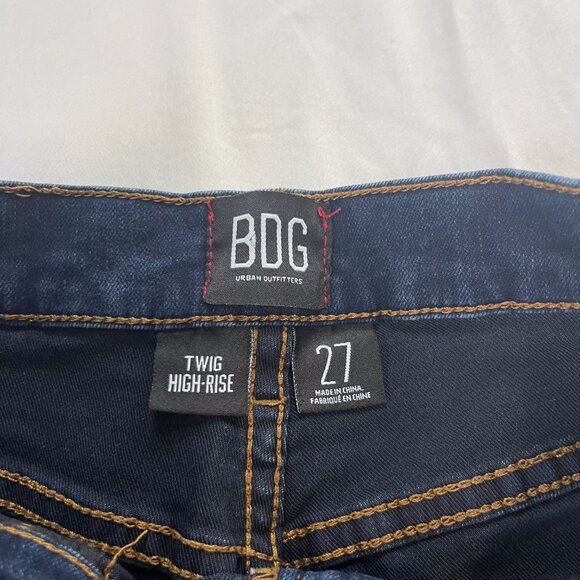 BDG
URBAN OUTFITTERS
TWIG
HIGH-RISE
27
MADE IN CHINA.
FABRIQUÉ EN CHINE